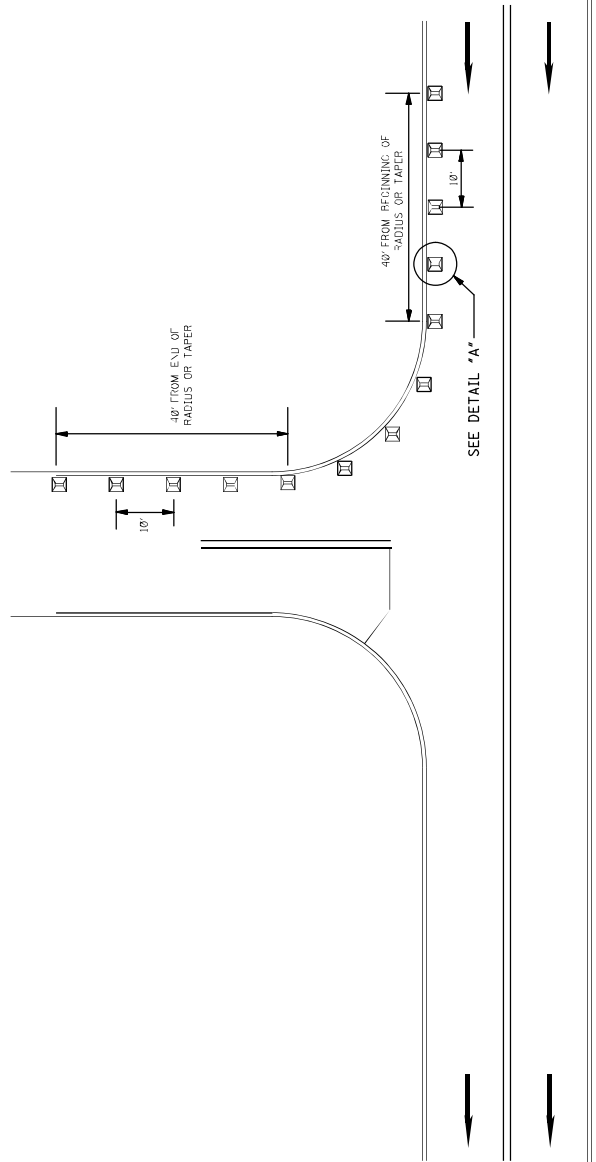 40' FROM BEGINNING OF
RADIUS OR TAPER
10'
40' FROM END OF
RADIUS OR TAPER
10'
SEE DETAIL "A"